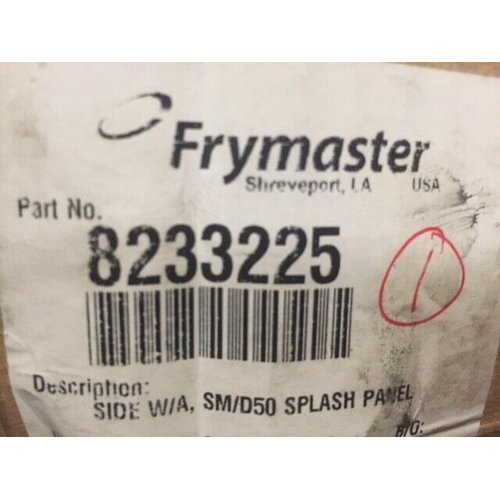 Frymaster
Shreveport, LA USA
Part No.
8233225
1
Description:
SIDE W/A, SM/D50 SPLASH PANEL
B/O: